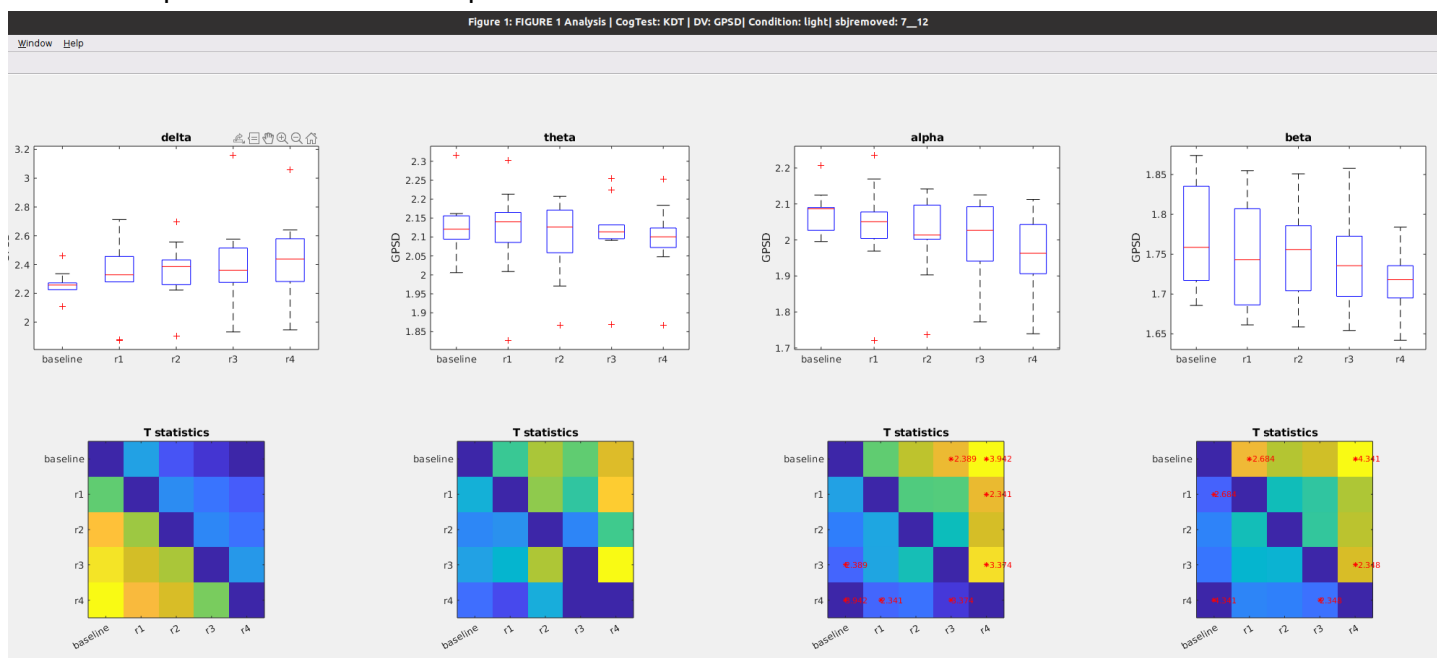 Figure 1: FIGURE 1 Analysis | CogTest: KDT | DV: GPSD| Condition: light| sbjremoved: 7__12
Window Help
delta
3.2
3
2.8
2.6
2.4
2.2
2
baseline r1 r2 r3 r4
theta
GPSD
2.3
2.25
2.2
2.15
2.1
2.05
2
1.95
1.9
1.85
baseline r1 r2 r3 r4
alpha
GPSD
2.2
2.1
2
1.9
1.8
1.7
baseline r1 r2 r3 r4
beta
GPSD
1.85
1.8
1.75
1.7
1.65
baseline r1 r2 r3 r4
T statistics
baseline
r1
r2
r3
r4
baseline r1 r2 r3 r4
T statistics
baseline
r1
r2
r3
r4
baseline r1 r2 r3 r4
T statistics
baseline *2.389 *3.942
r1 *2.341
r2
r3 *3.374
r4
baseline r1 r2 r3 r4
T statistics
baseline *2.684 *4.341
r1
r2
r3 *2.348
r4
baseline r1 r2 r3 r4